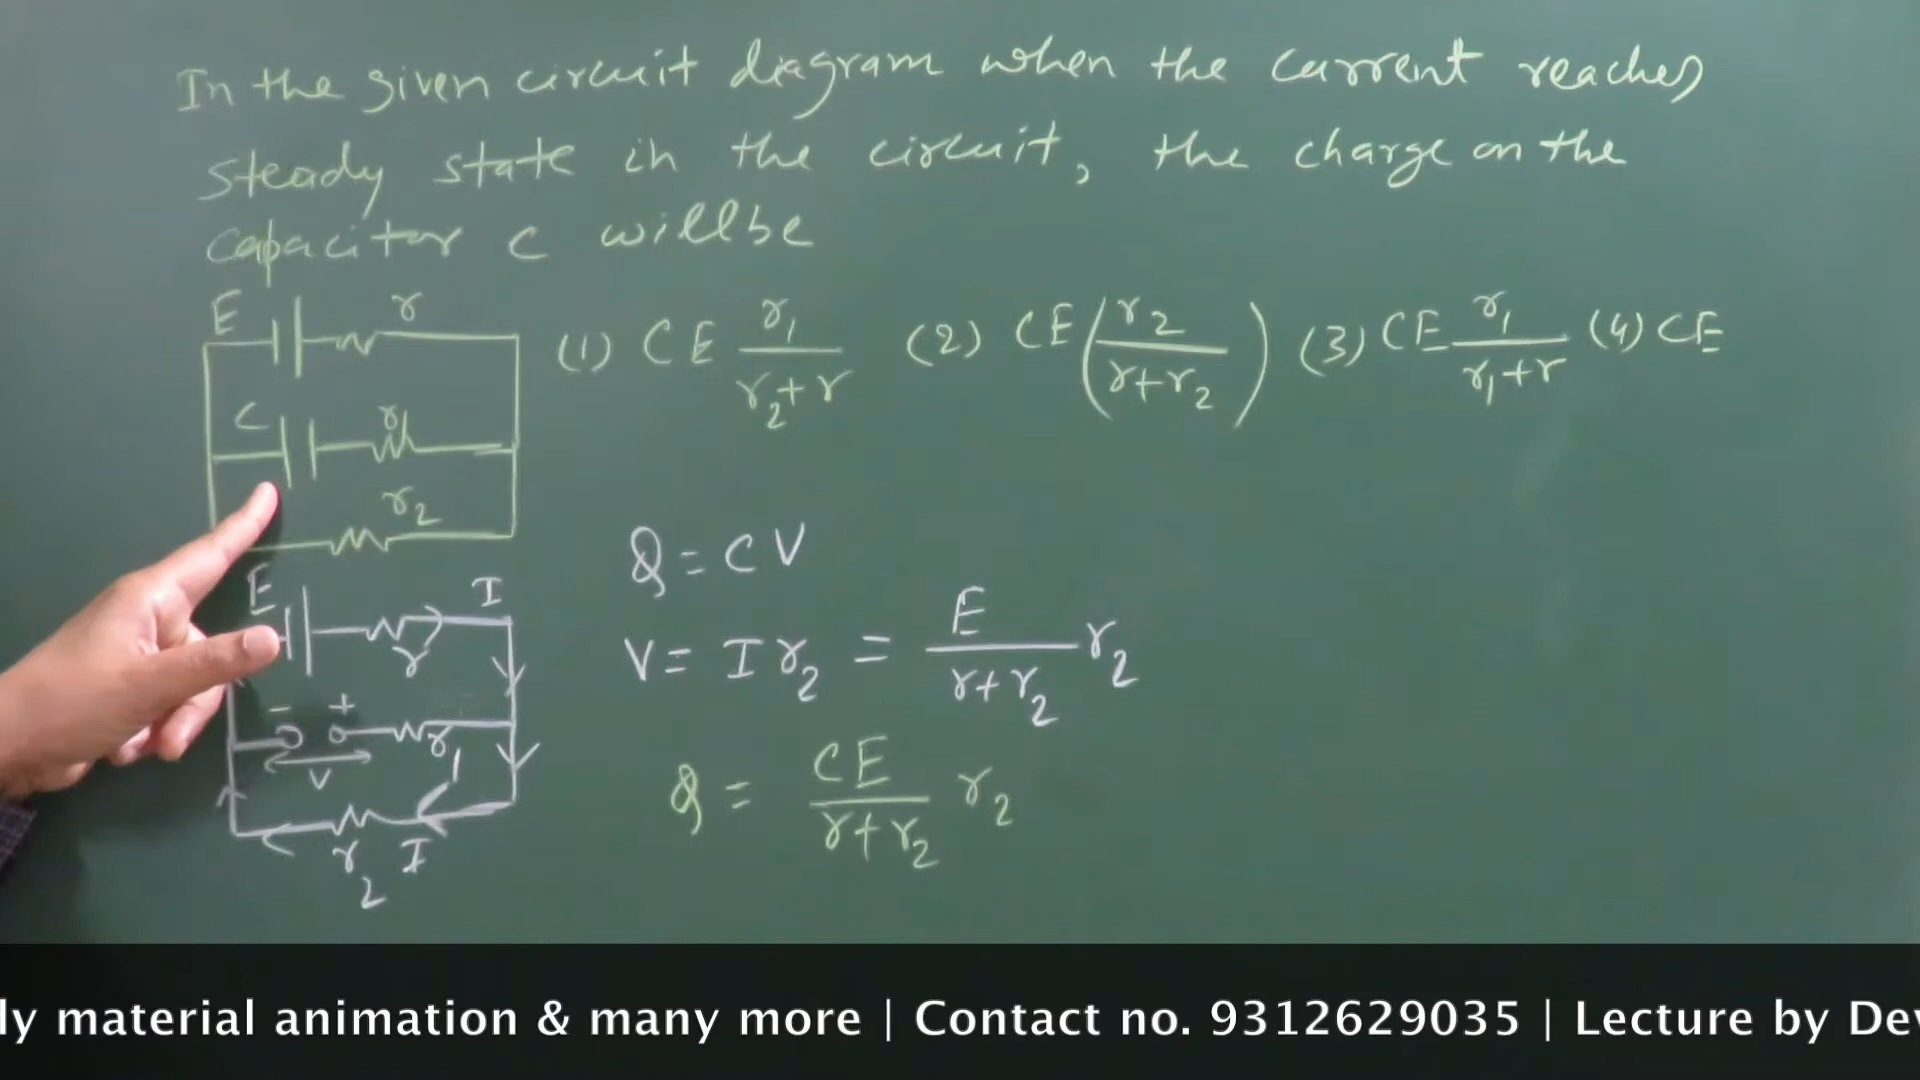 In the given circuit diagram when the current reaches
steady state in the circuit, the charge on the
capacitor c will be
E r
(1) CE r1/(r2+r) (2) CE(r2/(r+r2)) (3) CE r1/(r1+r) (4) CE
C r1
r2
Q = CV
E I
r
V = I r2 = E/(r+r2) r2
- +
r1
V
Q = CE/(r+r2) r2
r2 I
ly material animation & many more | Contact no. 9312629035 | Lecture by Dev